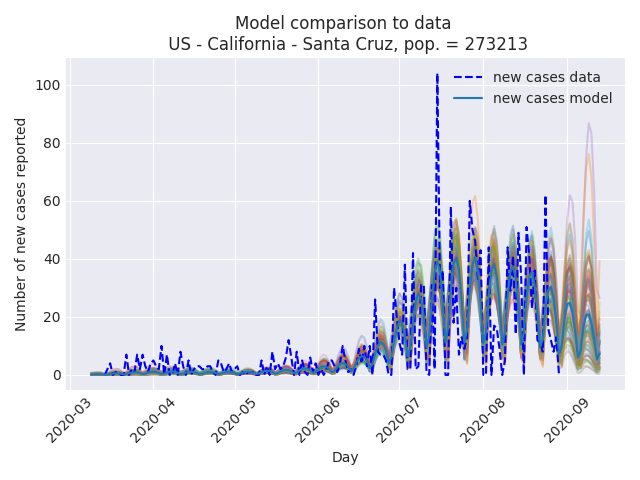 Model comparison to data
US - California - Santa Cruz, pop. = 273213
new cases data
new cases model
Number of new cases reported
100
80
60
40
20
0
2020-03
2020-04
2020-05
2020-06
2020-07
2020-08
2020-09
Day